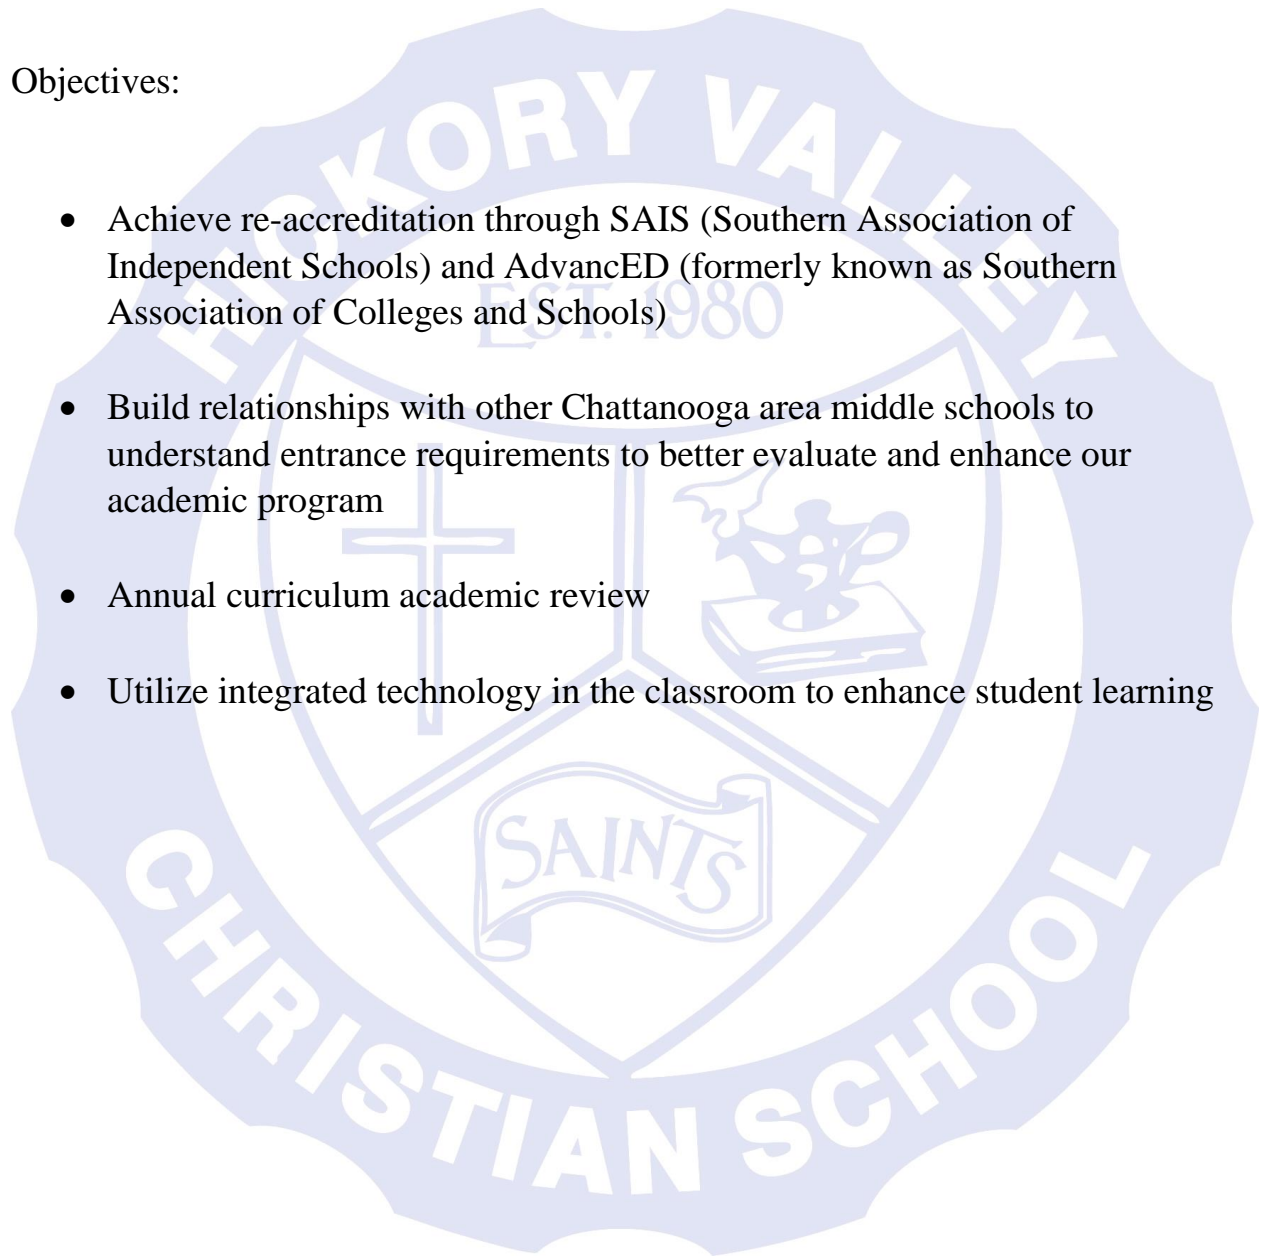 Objectives:
HICKORY VALLEY
• Achieve re-accreditation through SAIS (Southern Association of
Independent Schools) and AdvancED (formerly known as Southern
Association of Colleges and Schools)
EST. 1980
• Build relationships with other Chattanooga area middle schools to
understand entrance requirements to better evaluate and enhance our
academic program
• Annual curriculum academic review
• Utilize integrated technology in the classroom to enhance student learning
SAINTS
CHRISTIAN SCHOOL